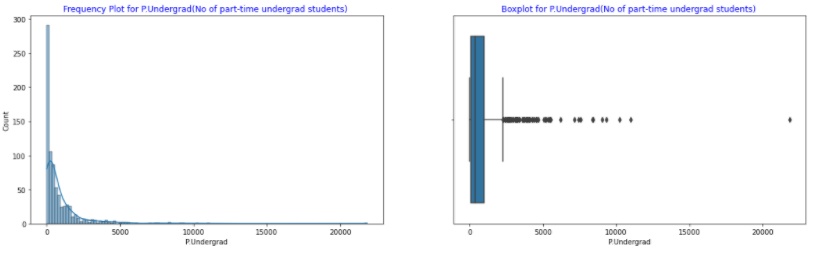 Frequency Plot for P.Undergrad(No of part-time undergrad students)
300
250
200
150
100
50
0
Count
0 5000 10000 15000 20000
P.Undergrad
Boxplot for P.Undergrad(No of part-time undergrad students)
0 5000 10000 15000 20000
P.Undergrad